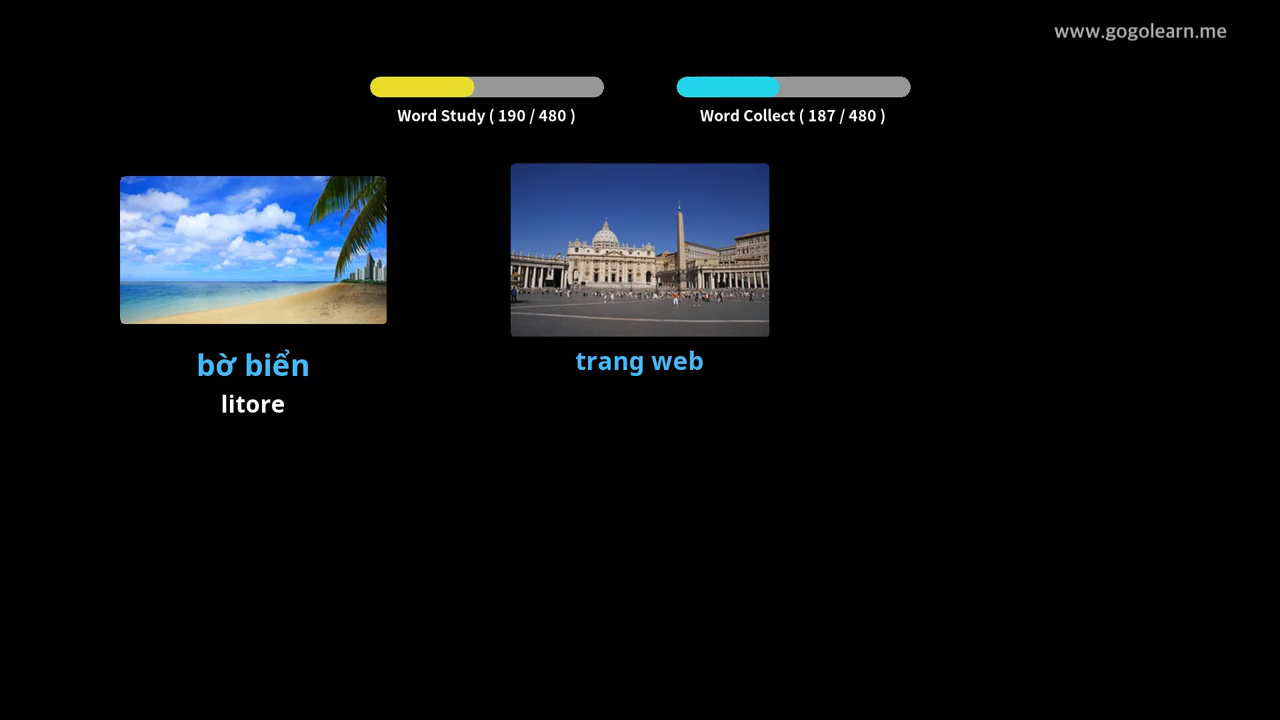 www.gogolearn.me
Word Study ( 190 / 480 )
Word Collect ( 187 / 480 )
bờ biển
litore
trang web